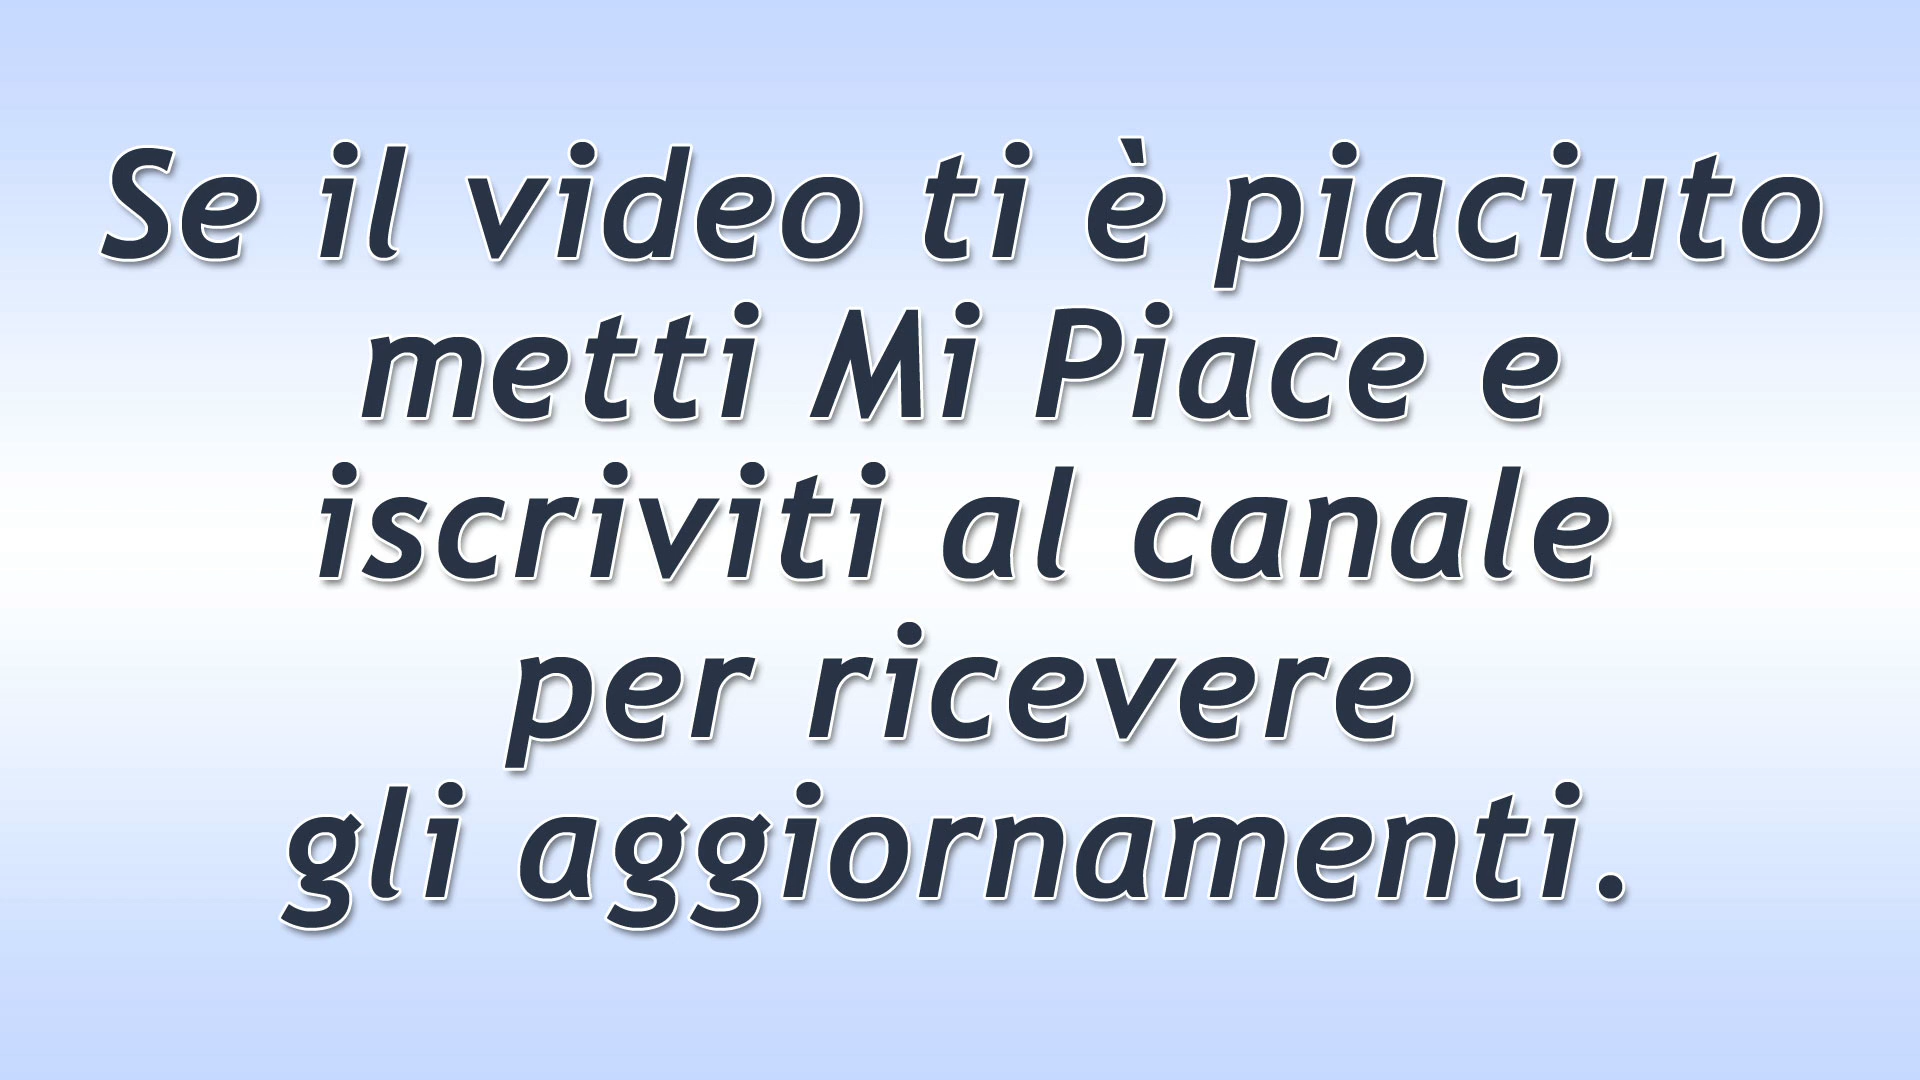 Se il video ti è piaciuto
metti Mi Piace e
iscriviti al canale
per ricevere
gli aggiornamenti.